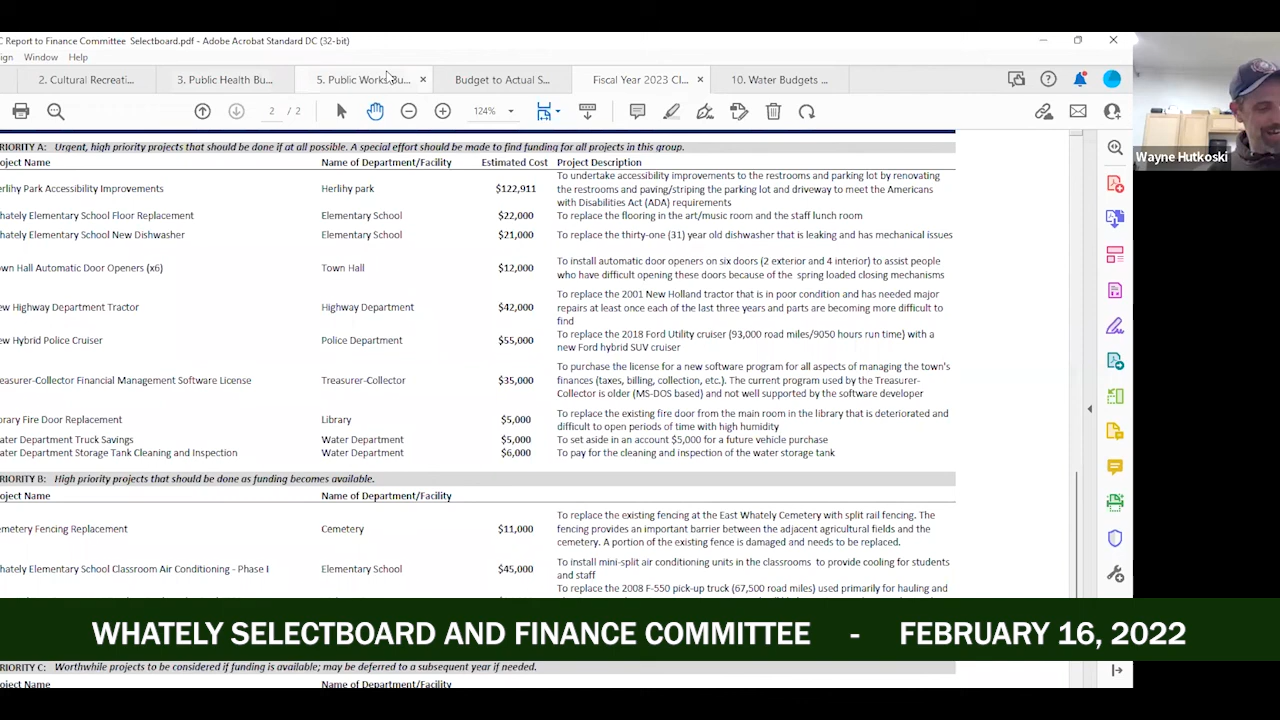 C Report to Finance Committee Selectboard.pdf - Adobe Acrobat Standard DC (32-bit)
ign Window Help
2. Cultural Recreati...
3. Public Health Bu...
5. Public Works Bu...
Budget to Actual S...
Fiscal Year 2023 CI...
10. Water Budgets ...
2 / 2
124%
Wayne Hutkoski
RIORITY A: Urgent, high priority projects that should be done if at all possible. A special effort should be made to find funding for all projects in this group.
oject Name Name of Department/Facility Estimated Cost Project Description
erlihy Park Accessibility Improvements Herlihy park $122,911 To undertake accessibility improvements to the restrooms and parking lot by renovating
the restrooms and paving/striping the parking lot and driveway to meet the Americans
with Disabilities Act (ADA) requirements
hately Elementary School Floor Replacement Elementary School $22,000 To replace the flooring in the art/music room and the staff lunch room
hately Elementary School New Dishwasher Elementary School $21,000 To replace the thirty-one (31) year old dishwasher that is leaking and has mechanical issues
own Hall Automatic Door Openers (x6) Town Hall $12,000 To install automatic door openers on six doors (2 exterior and 4 interior) to assist people
who have difficult opening these doors because of the spring loaded closing mechanisms
ew Highway Department Tractor Highway Department $42,000 To replace the 2001 New Holland tractor that is in poor condition and has needed major
repairs at least once each of the last three years and parts are becoming more difficult to
find
ew Hybrid Police Cruiser Police Department $55,000 To replace the 2018 Ford Utility cruiser (93,000 road miles/9050 hours run time) with a
new Ford hybrid SUV cruiser
easurer-Collector Financial Management Software License Treasurer-Collector $35,000 To purchase the license for a new software program for all aspects of managing the town's
finances (taxes, billing, collection, etc.). The current program used by the Treasurer-
Collector is older (MS-DOS based) and not well supported by the software developer
brary Fire Door Replacement Library $5,000 To replace the existing fire door from the main room in the library that is deteriorated and
difficult to open periods of time with high humidity
ater Department Truck Savings Water Department $5,000 To set aside in an account $5,000 for a future vehicle purchase
ater Department Storage Tank Cleaning and Inspection Water Department $6,000 To pay for the cleaning and inspection of the water storage tank
RIORITY B: High priority projects that should be done as funding becomes available.
oject Name Name of Department/Facility
emetery Fencing Replacement Cemetery $11,000 To replace the existing fencing at the East Whately Cemetery with split rail fencing. The
fencing provides an important barrier between the adjacent agricultural fields and the
cemetery. A portion of the existing fence is damaged and needs to be replaced.
hately Elementary School Classroom Air Conditioning - Phase I Elementary School $45,000 To install mini-split air conditioning units in the classrooms to provide cooling for students
and staff
To replace the 2008 F-550 pick-up truck (67,500 road miles) used primarily for hauling and
WHATELY SELECTBOARD AND FINANCE COMMITTEE - FEBRUARY 16, 2022
RIORITY C: Worthwhile projects to be considered if funding is available; may be deferred to a subsequent year if needed.
oject Name Name of Department/Facility